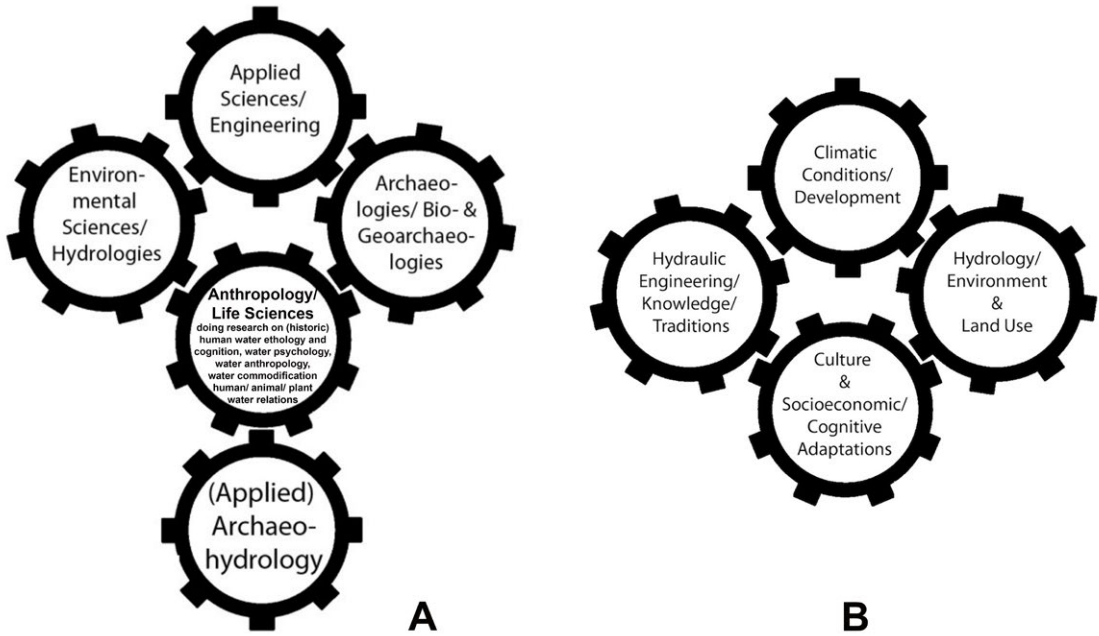 Applied
Sciences/
Engineering
Environ-
mental
Sciences/
Hydrologies
Archaeo-
logies/ Bio- &
Geoarchaeo-
logies
Anthropology/
Life Sciences
doing research on (historic)
human water ethology and
cognition, water psychology,
water anthropology,
water commodification
human/ animal/ plant
water relations
(Applied)
Archaeo-
hydrology
A
Climatic
Conditions/
Development
Hydraulic
Engineering/
Knowledge/
Traditions
Hydrology/
Environment
&
Land Use
Culture
&
Socioeconomic/
Cognitive
Adaptations
B